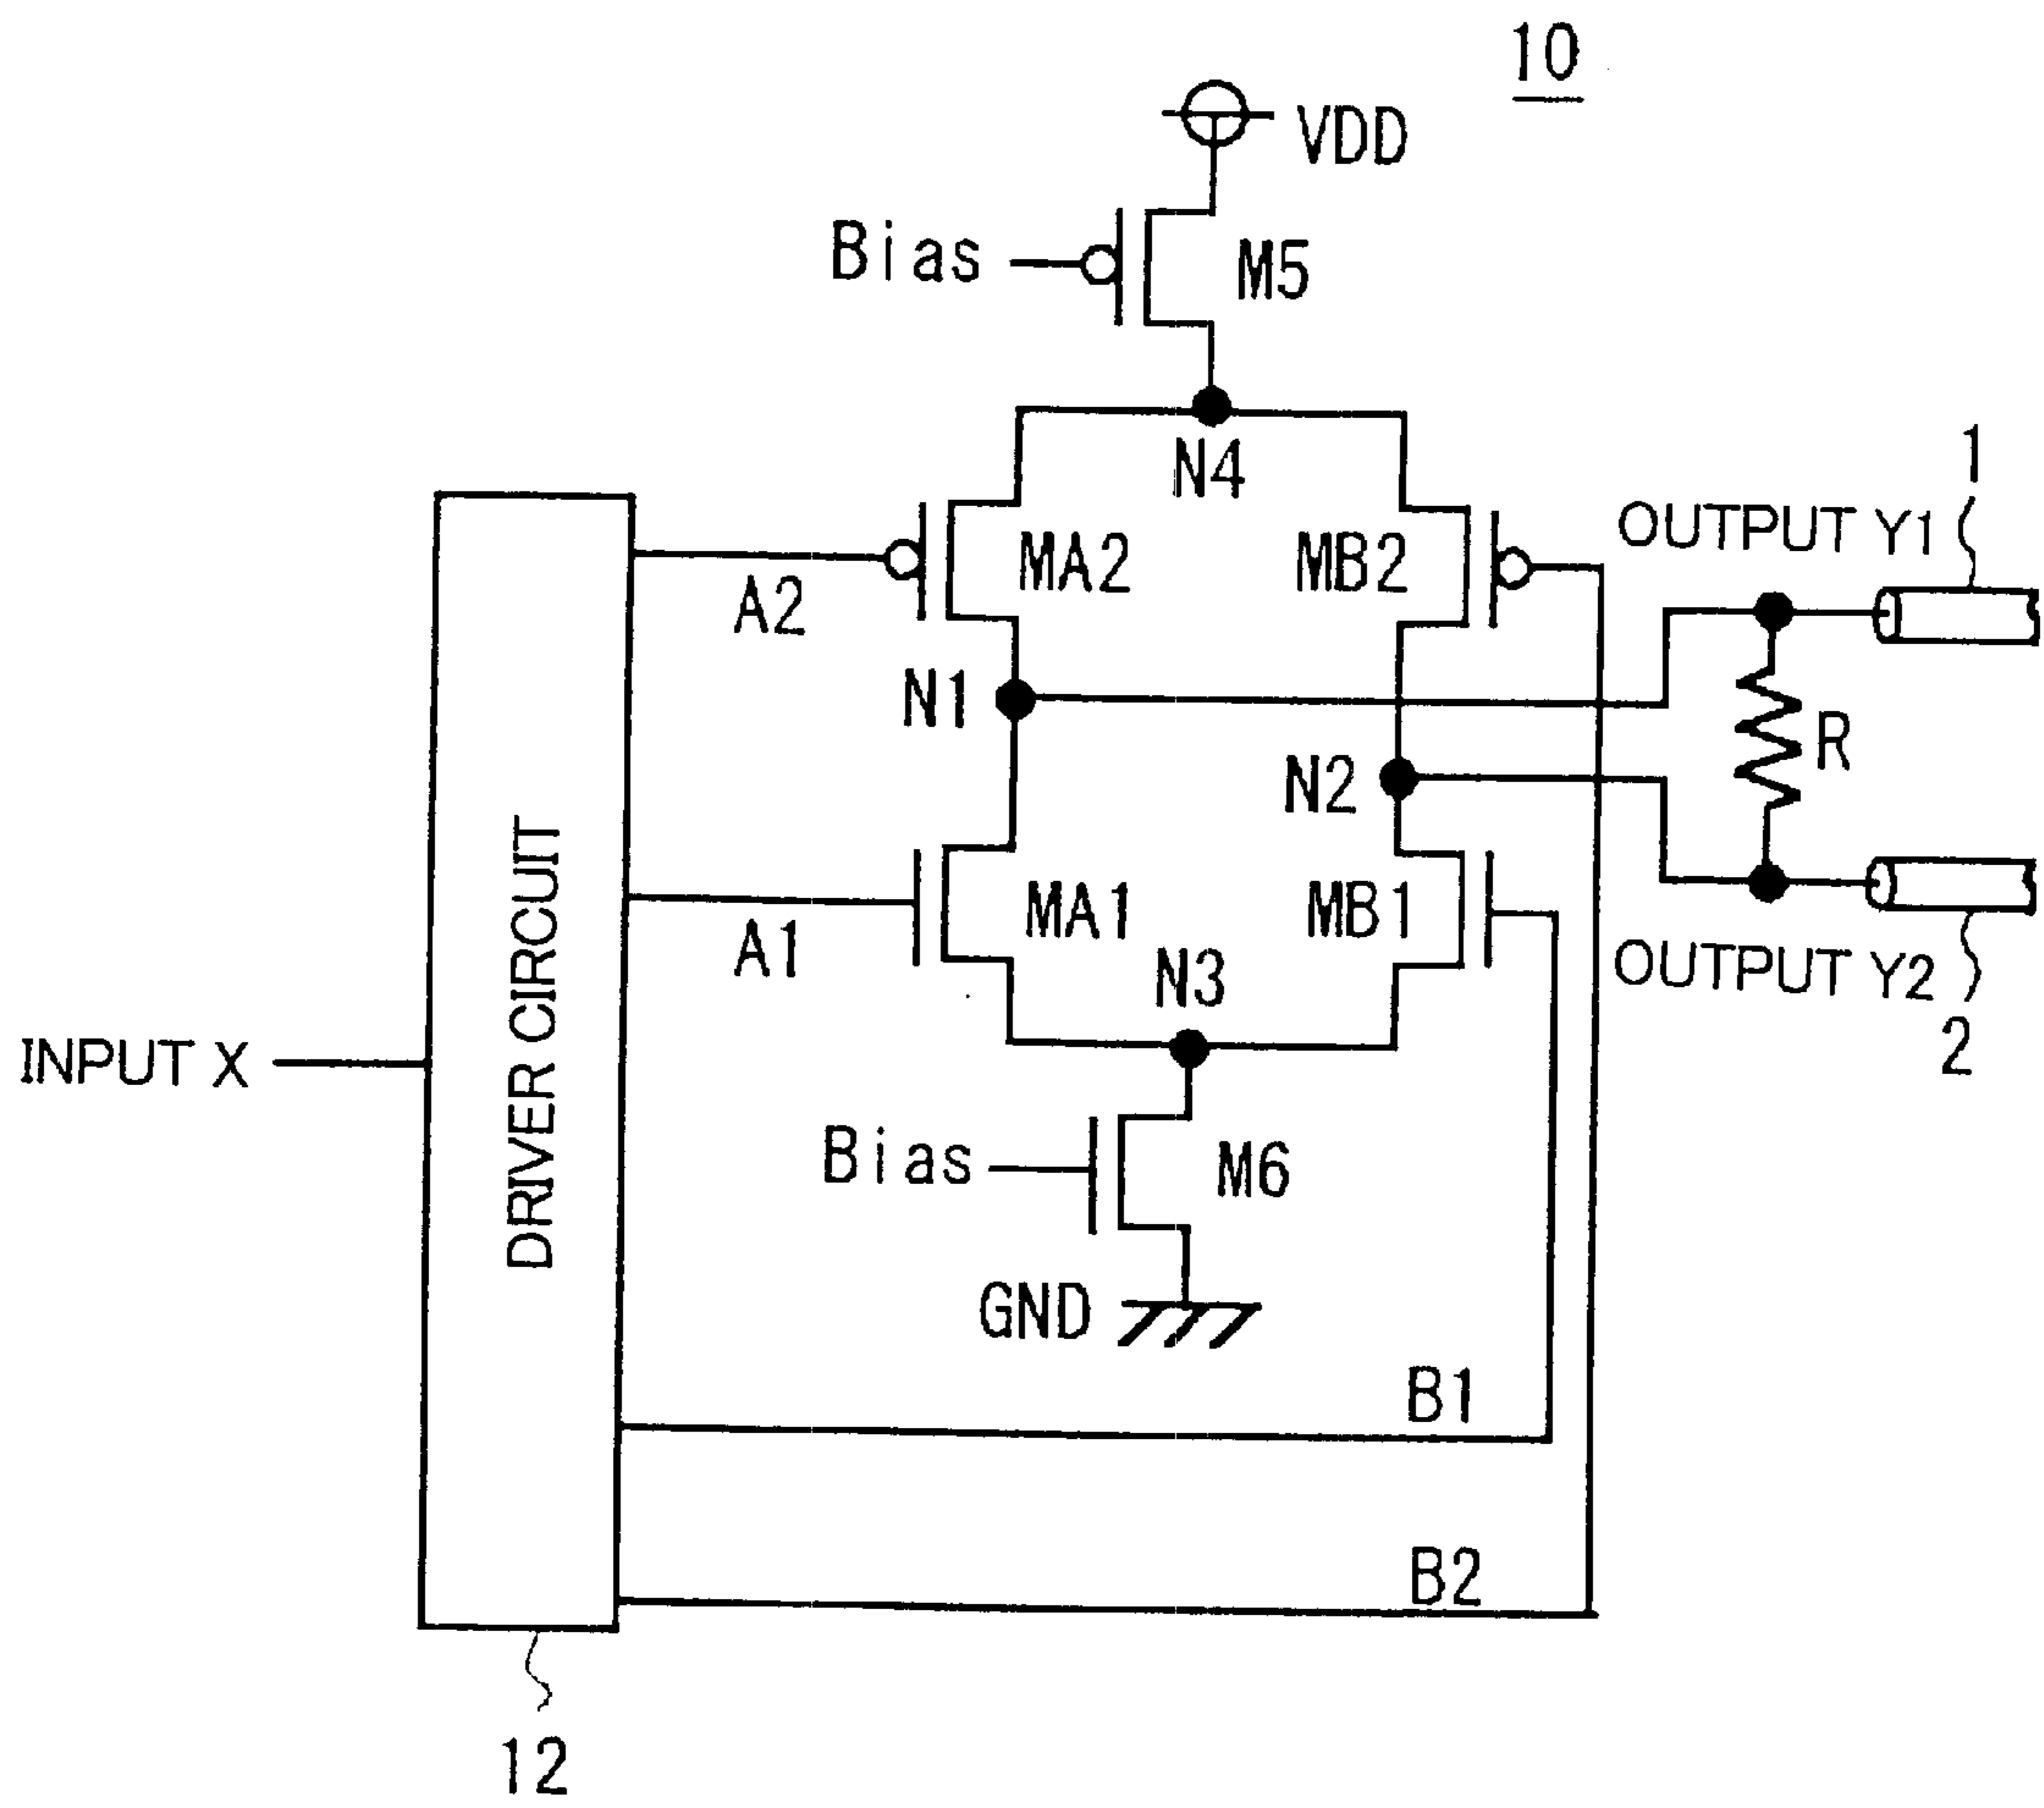 10
VDD
Bias
M5
N4
1
OUTPUT Y1
MA2
MB2
A2
N1
R
N2
DRIVER CIRCUIT
MA1
MB1
A1
N3
OUTPUT Y2
2
INPUT X
Bias
M6
GND
B1
B2
12